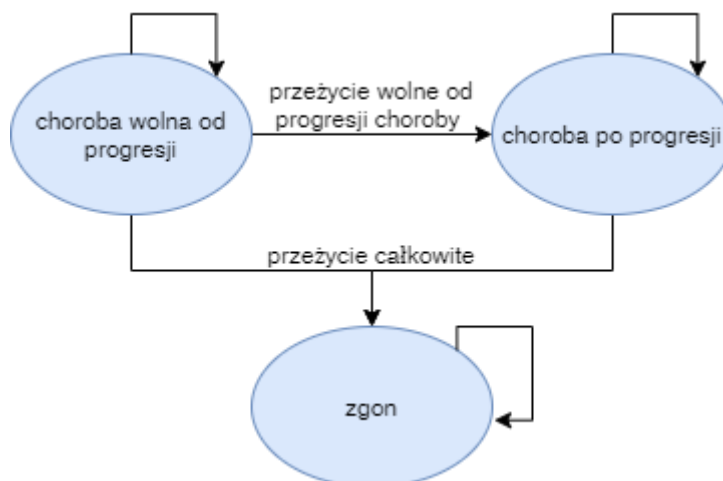 choroba wolna od
progresji
przeżycie wolne od
progresji choroby
choroba po progresji
przeżycie całkowite
zgon